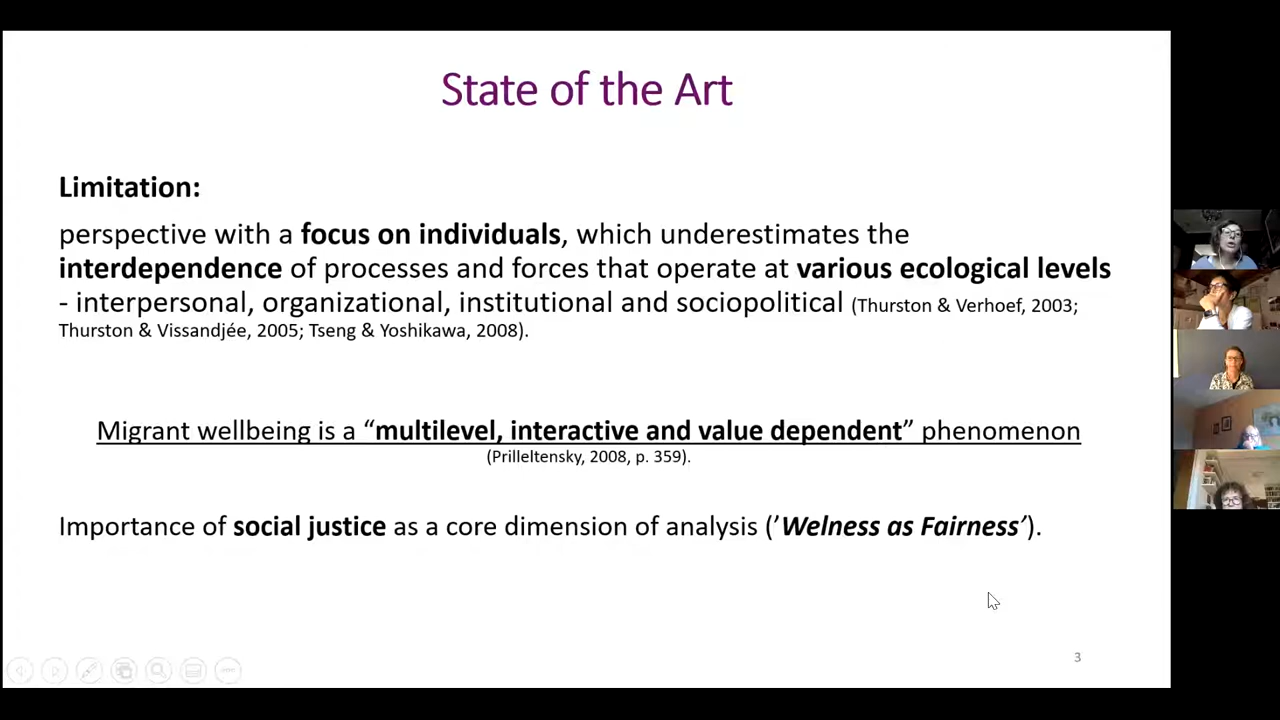 State of the Art
Limitation:
perspective with a focus on individuals, which underestimates the
interdependence of processes and forces that operate at various ecological levels
- interpersonal, organizational, institutional and sociopolitical (Thurston & Verhoef, 2003;
Thurston & Vissandjée, 2005; Tseng & Yoshikawa, 2008).
Migrant wellbeing is a “multilevel, interactive and value dependent” phenomenon
(Prilleltensky, 2008, p. 359).
Importance of social justice as a core dimension of analysis (’Welness as Fairness’).
3